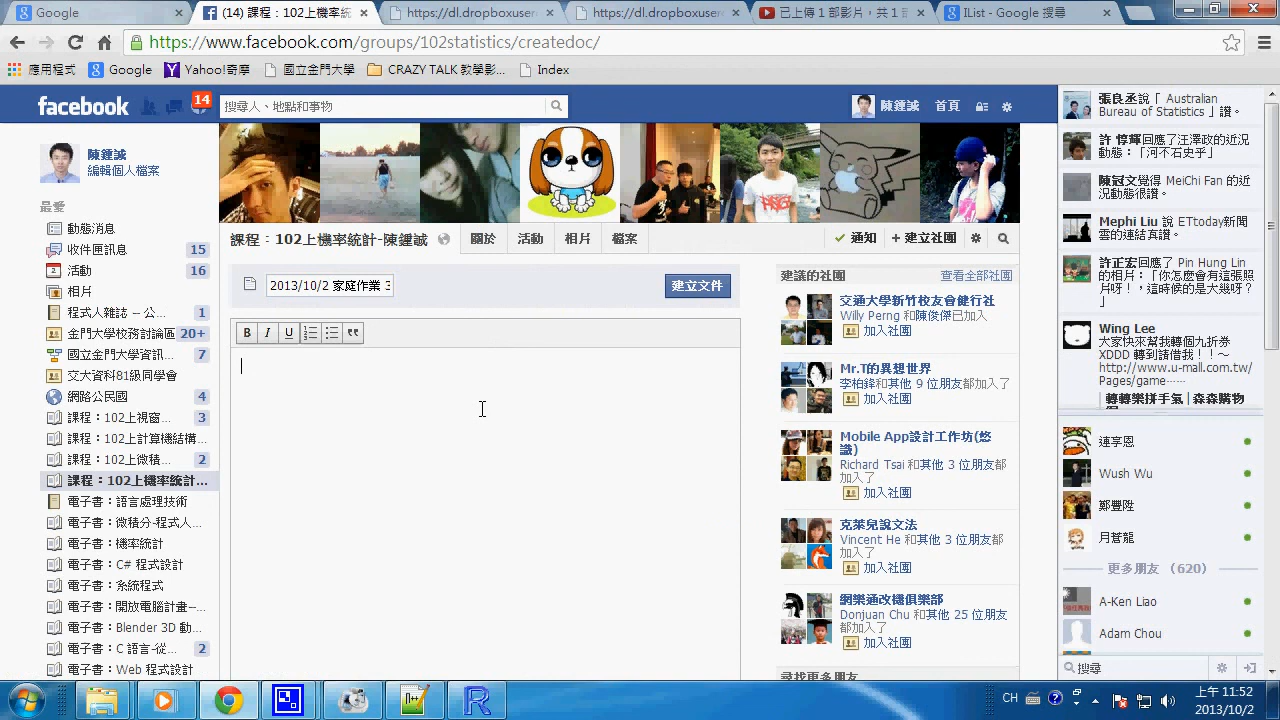 Google
(14) 課程：102上機率統
https://dl.dropboxuser
https://dl.dropboxuser
已上傳 1 部影片，共 1 部
IList - Google 搜尋
https://www.facebook.com/groups/102statistics/createdoc/
應用程式
Google
Yahoo!奇摩
國立金門大學
CRAZY TALK 教學影...
Index
facebook
14
搜尋人、地點和事物
陳鍾誠
首頁
陳鍾誠
編輯個人檔案
最愛
動態消息
收件匣訊息 15
活動 16
相片
程式人雜誌 -- 公... 1
金門大學校務討論區 20+
國立金門大學資訊... 7
交大資科81級同學會
網路公民團 4
課程：102上視窗... 3
課程：102上計算機結構...
課程：102上微積... 2
課程：102上機率統計...
電子書：語言處理技術
電子書：微積分-程式人...
電子書：機率統計
電子書：C# 程式設計
電子書：系統程式
電子書：開放電腦計畫--...
電子書：Blender 3D 動...
電子書：C 語言-從... 2
電子書：Web 程式設計
課程：102上機率統計-陳鍾誠
關於
活動
相片
檔案
通知
建立社團
2013/10/2 家庭作業 3
建立文件
B I U
建議的社團
查看全部社團
交通大學新竹校友會健行社
Willy Perng 和陳俊傑已加入
加入社團
Mr.T的異想世界
李柏鋒和其他 9 位朋友都加入了
加入社團
Mobile App設計工作坊(悠
識)
Richard Tsai 和其他 3 位朋友都
加入了
加入社團
克萊兒說文法
Vincent He 和其他 3 位朋友都
加入了
加入社團
網樂通改機俱樂部
Donjuan Chu 和其他 25 位朋友
都加入了
加入社團
尋找更多朋友
張良丞說「 Australian
Bureau of Statistics 」讚。
許 惇暉回應了汪澤政的近況
動態：「河不石史乎」
陳冠文覺得 MeiChi Fan 的近
況動態很讚。
Mephi Liu 說 ETtoday新聞
雲的連結真讚。
許正宏回應了 Pin Hung Lin
的相片：「你怎麼會有這張照
片呀！，這時候的是大幾呀？
」
Wing Lee
大家快來幫我轉個九折券
XDDD 轉到請看我！！～
http://www.u-mall.com.tw/
Pages/game......
轉轉樂拼手氣 | 森森購物
連享恩
Wush Wu
鄭豐陞
月督龍
更多朋友 （620）
A-Ken Liao
Adam Chou
搜尋
CH
上午 11:52
2013/10/2